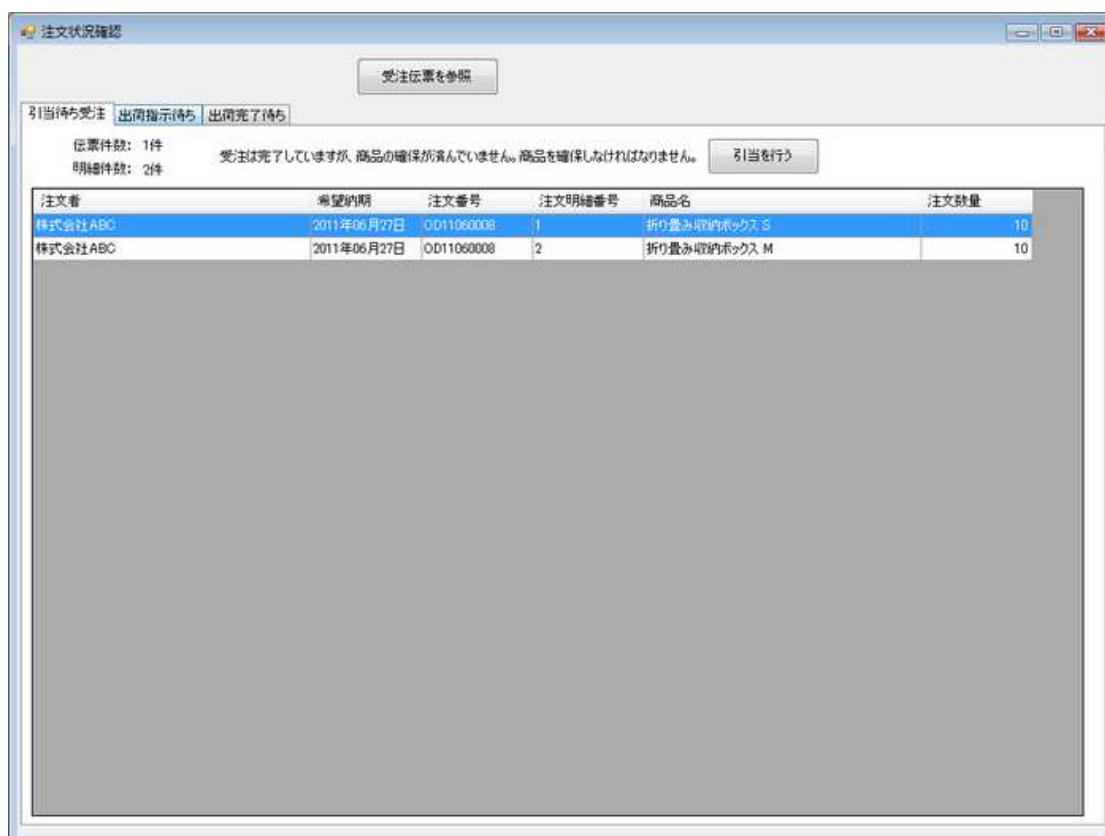 注文状況確認
受注伝票を参照
引当待ち受注 出荷指示待ち 出荷完了待ち
伝票件数: 1件
明細件数: 2件
受注は完了していますが、商品の確保が済んでいません。商品を確保しなければなりません。 引当を行う
注文者 希望納期 注文番号 注文明細番号 商品名 注文数量
株式会社ABC 2011年06月27日 OD11060008 1 折り畳み収納ボックス S 10
株式会社ABC 2011年06月27日 OD11060008 2 折り畳み収納ボックス M 10